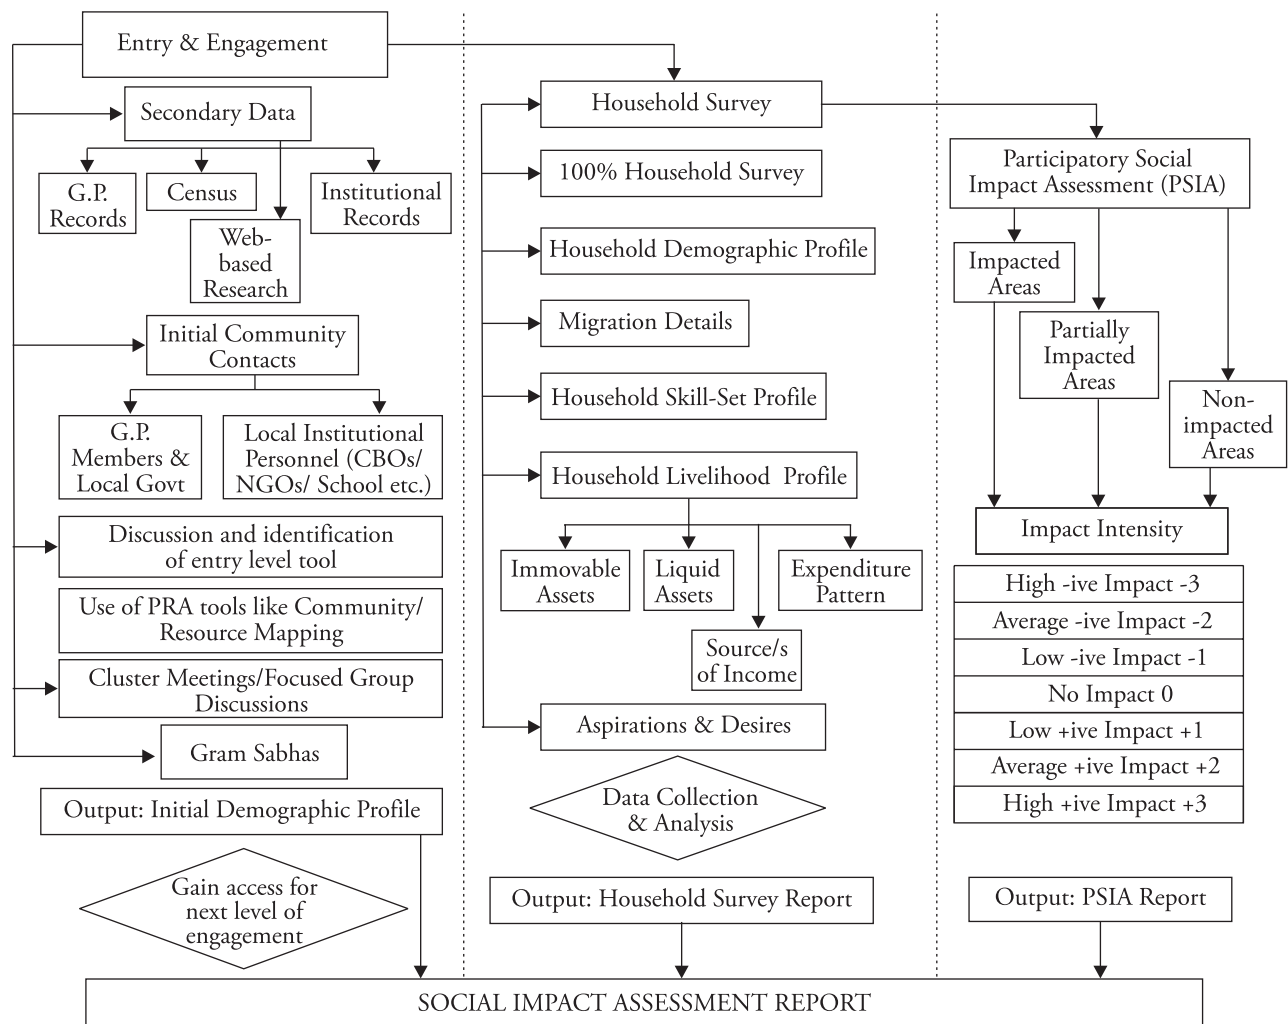 Entry & Engagement
Secondary Data
G.P.
Records
Census
Web-
based
Research
Institutional
Records
Initial Community
Contacts
G.P.
Members &
Local Govt
Local Institutional
Personnel (CBOs/
NGOs/ School etc.)
Discussion and identification
of entry level tool
Use of PRA tools like Community/
Resource Mapping
Cluster Meetings/Focused Group
Discussions
Gram Sabhas
Output: Initial Demographic Profile
Gain access for
next level of
engagement
Household Survey
100% Household Survey
Household Demographic Profile
Migration Details
Household Skill-Set Profile
Household Livelihood Profile
Immovable
Assets
Liquid
Assets
Source/s
of Income
Expenditure
Pattern
Aspirations & Desires
Data Collection
& Analysis
Output: Household Survey Report
Participatory Social
Impact Assessment (PSIA)
Impacted
Areas
Partially
Impacted
Areas
Non-
impacted
Areas
Impact Intensity
High -ive Impact -3
Average -ive Impact -2
Low -ive Impact -1
No Impact 0
Low +ive Impact +1
Average +ive Impact +2
High +ive Impact +3
Output: PSIA Report
SOCIAL IMPACT ASSESSMENT REPORT